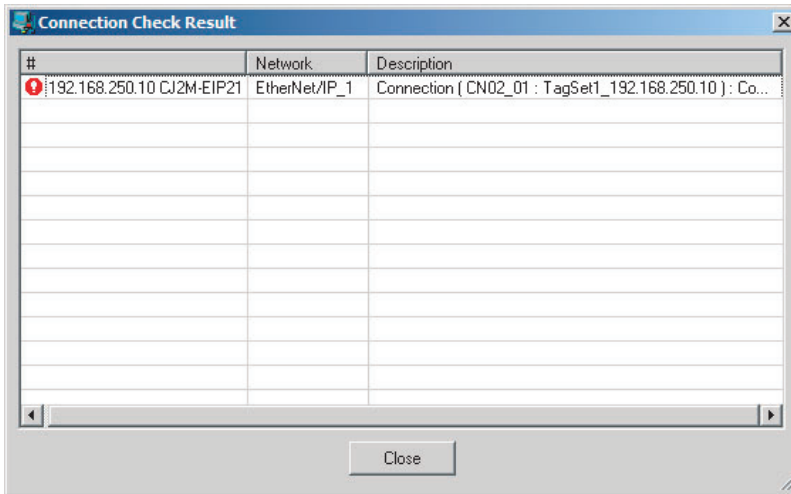 Connection Check Result
# Network Description
192.168.250.10 CJ2M-EIP21 EtherNet/IP_1 Connection ( CN02_01 : TagSet1_192.168.250.10 ) : Co...
Close